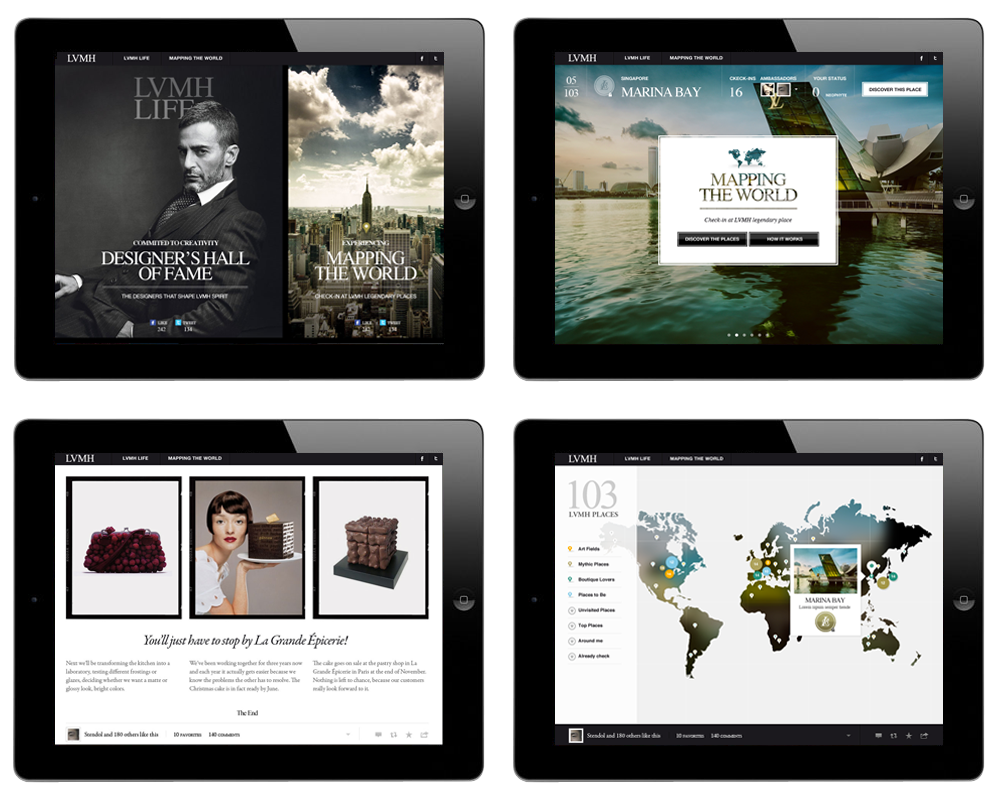 LVMH LVMH LIFE MAPPING THE WORLD
LVMH
LIFE
COMMITED TO CREATIVITY
DESIGNER'S HALL
OF FAME
THE DESIGNERS THAT SHAPE LVMH SPIRIT
LIKE TWEET
242 134
EXPERIENCING
MAPPING
THE WORLD
CHECK-IN AT LVMH LEGENDARY PLACES
LIKE TWEET
242 134
LVMH LVMH LIFE MAPPING THE WORLD
05
103
SINGAPORE
MARINA BAY
CKECK-INS AMBASSADORS YOUR STATUS
16 0 NEOPHYTE
DISCOVER THIS PLACE
MAPPING
THE WORLD
Check-in at LVMH legendary place
DISCOVER THE PLACES HOW IT WORKS
LVMH LVMH LIFE MAPPING THE WORLD
You'll just have to stop by La Grande Épicerie!
Next we'll be transforming the kitchen into a
laboratory, testing different frostings or
glazes, deciding whether we want a matte or
glossy look, bright colors.
We've been working together for three years now
and each year it actually gets easier because we
know the problems the other has to resolve. The
Christmas cake is in fact ready by June.
The cake goes on sale at the pastry shop in La
Grande Épicerie in Paris at the end of November.
Nothing is left to chance, because our customers
really look forward to it.
The End
Stendol and 180 others like this 10 FAVORITES 140 COMMENTS
LVMH LVMH LIFE MAPPING THE WORLD
103
LVMH PLACES
Art Fields
Mythic Places
Boutique Lovers
Places to Be
Unvisited Places
Top Places
Around me
Already check
MARINA BAY
Lorem ipsum semper tiende
Stendol and 180 others like this 10 FAVORITES 140 COMMENTS